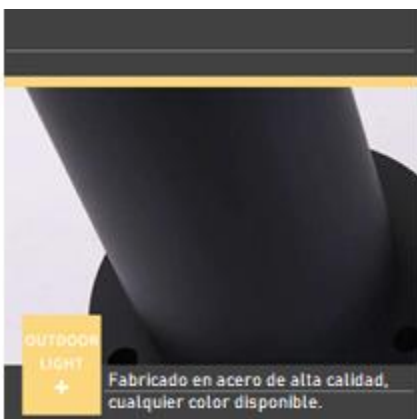 OUTDOOR
LIGHT
+
Fabricado en acero de alta calidad,
cualquier color disponible.